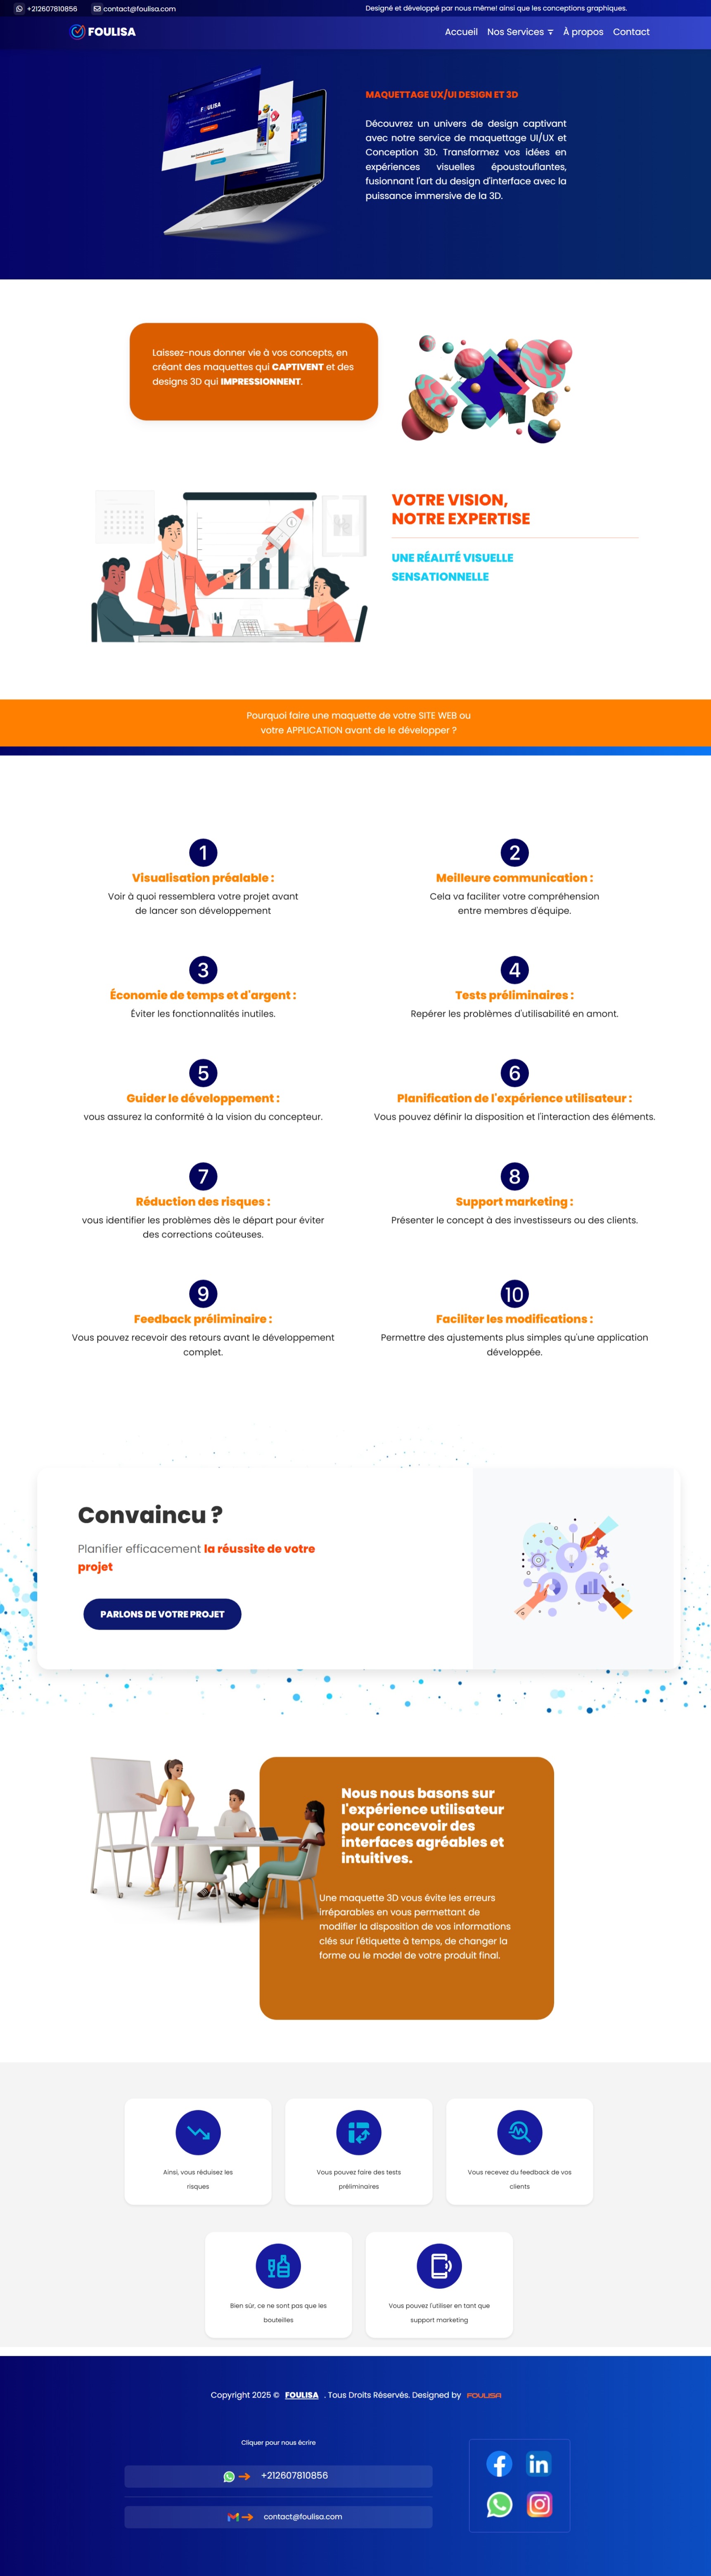 +212607810856
contact@foulisa.com
Designé et développé par nous même! ainsi que les conceptions graphiques.
FOULISA
Accueil
Nos Services
À propos
Contact
MAQUETTAGE UX/UI DESIGN ET 3D
Découvrez un univers de design captivant
avec notre service de maquettage UI/UX et
Conception 3D. Transformez vos idées en
expériences visuelles époustouflantes,
fusionnant l'art du design d'interface avec la
puissance immersive de la 3D.
Laissez-nous donner vie à vos concepts, en
créant des maquettes qui CAPTIVENT et des
designs 3D qui IMPRESSIONNENT.
VOTRE VISION,
NOTRE EXPERTISE
UNE RÉALITÉ VISUELLE
SENSATIONNELLE
Pourquoi faire une maquette de votre SITE WEB ou
votre APPLICATION avant de le développer ?
1
Visualisation préalable :
Voir à quoi ressemblera votre projet avant
de lancer son développement
2
Meilleure communication :
Cela va faciliter votre compréhension
entre membres d'équipe.
3
Économie de temps et d'argent :
Éviter les fonctionnalités inutiles.
4
Tests préliminaires :
Repérer les problèmes d'utilisabilité en amont.
5
Guider le développement :
vous assurez la conformité à la vision du concepteur.
6
Planification de l'expérience utilisateur :
Vous pouvez définir la disposition et l'interaction des éléments.
7
Réduction des risques :
vous identifier les problèmes dès le départ pour éviter
des corrections coûteuses.
8
Support marketing :
Présenter le concept à des investisseurs ou des clients.
9
Feedback préliminaire :
Vous pouvez recevoir des retours avant le développement
complet.
10
Faciliter les modifications :
Permettre des ajustements plus simples qu'une application
développée.
Convaincu ?
Planifier efficacement la réussite de votre
projet
PARLONS DE VOTRE PROJET
Nous nous basons sur
l'expérience utilisateur
pour concevoir des
interfaces agréables et
intuitives.
Une maquette 3D vous évite les erreurs
irréparables en vous permettant de
modifier la disposition de vos informations
clés sur l'étiquette à temps, de changer la
forme ou le model de votre produit final.
Ainsi, vous réduisez les
risques
Vous pouvez faire des tests
préliminaires
Vous recevez du feedback de vos
clients
Bien sûr, ce ne sont pas que les
bouteilles
Vous pouvez l'utiliser en tant que
support marketing
Copyright 2025 © FOULISA . Tous Droits Réservés. Designed by FOULISA
Cliquer pour nous écrire
+212607810856
contact@foulisa.com